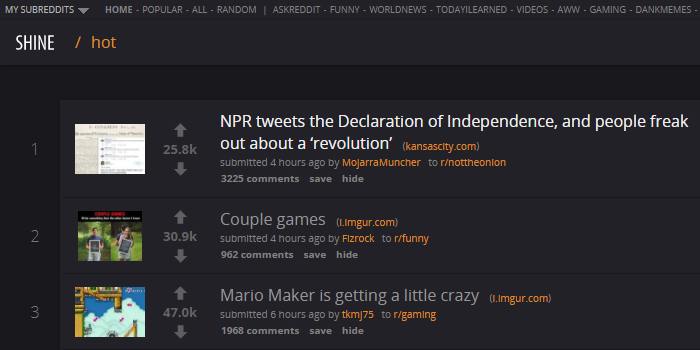 MY SUBREDDITS HOME - POPULAR - ALL - RANDOM | ASKREDDIT - FUNNY - WORLDNEWS - TODAYILEARNED - VIDEOS - AWW - GAMING - DANKMEMES -
SHINE / hot
NPR tweets the Declaration of Independence, and people freak
1 out about a ‘revolution’ (kansascity.com)
25.8k
submitted 4 hours ago by MojarraMuncher to r/nottheonion
3225 comments save hide
COUPLE GAMES
Couple games (i.imgur.com)
2 30.9k submitted 4 hours ago by Fizrock to r/funny
962 comments save hide
Mario Maker is getting a little crazy (i.imgur.com)
3 47.0k submitted 6 hours ago by tkmj75 to r/gaming
1968 comments save hide